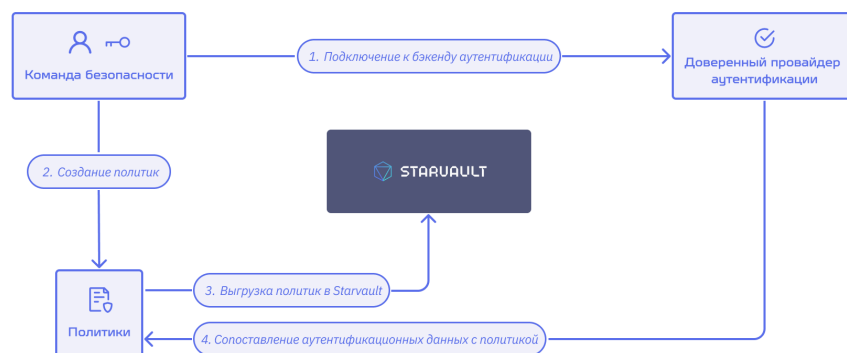 1. Подключение к бэкенду аутентификации
Команда безопасности
Доверенный провайдер
аутентификации
2. Создание политик
STARVAULT
3. Выгрузка политик в Starvault
Политики
4. Сопоставление аутентификационных данных с политикой